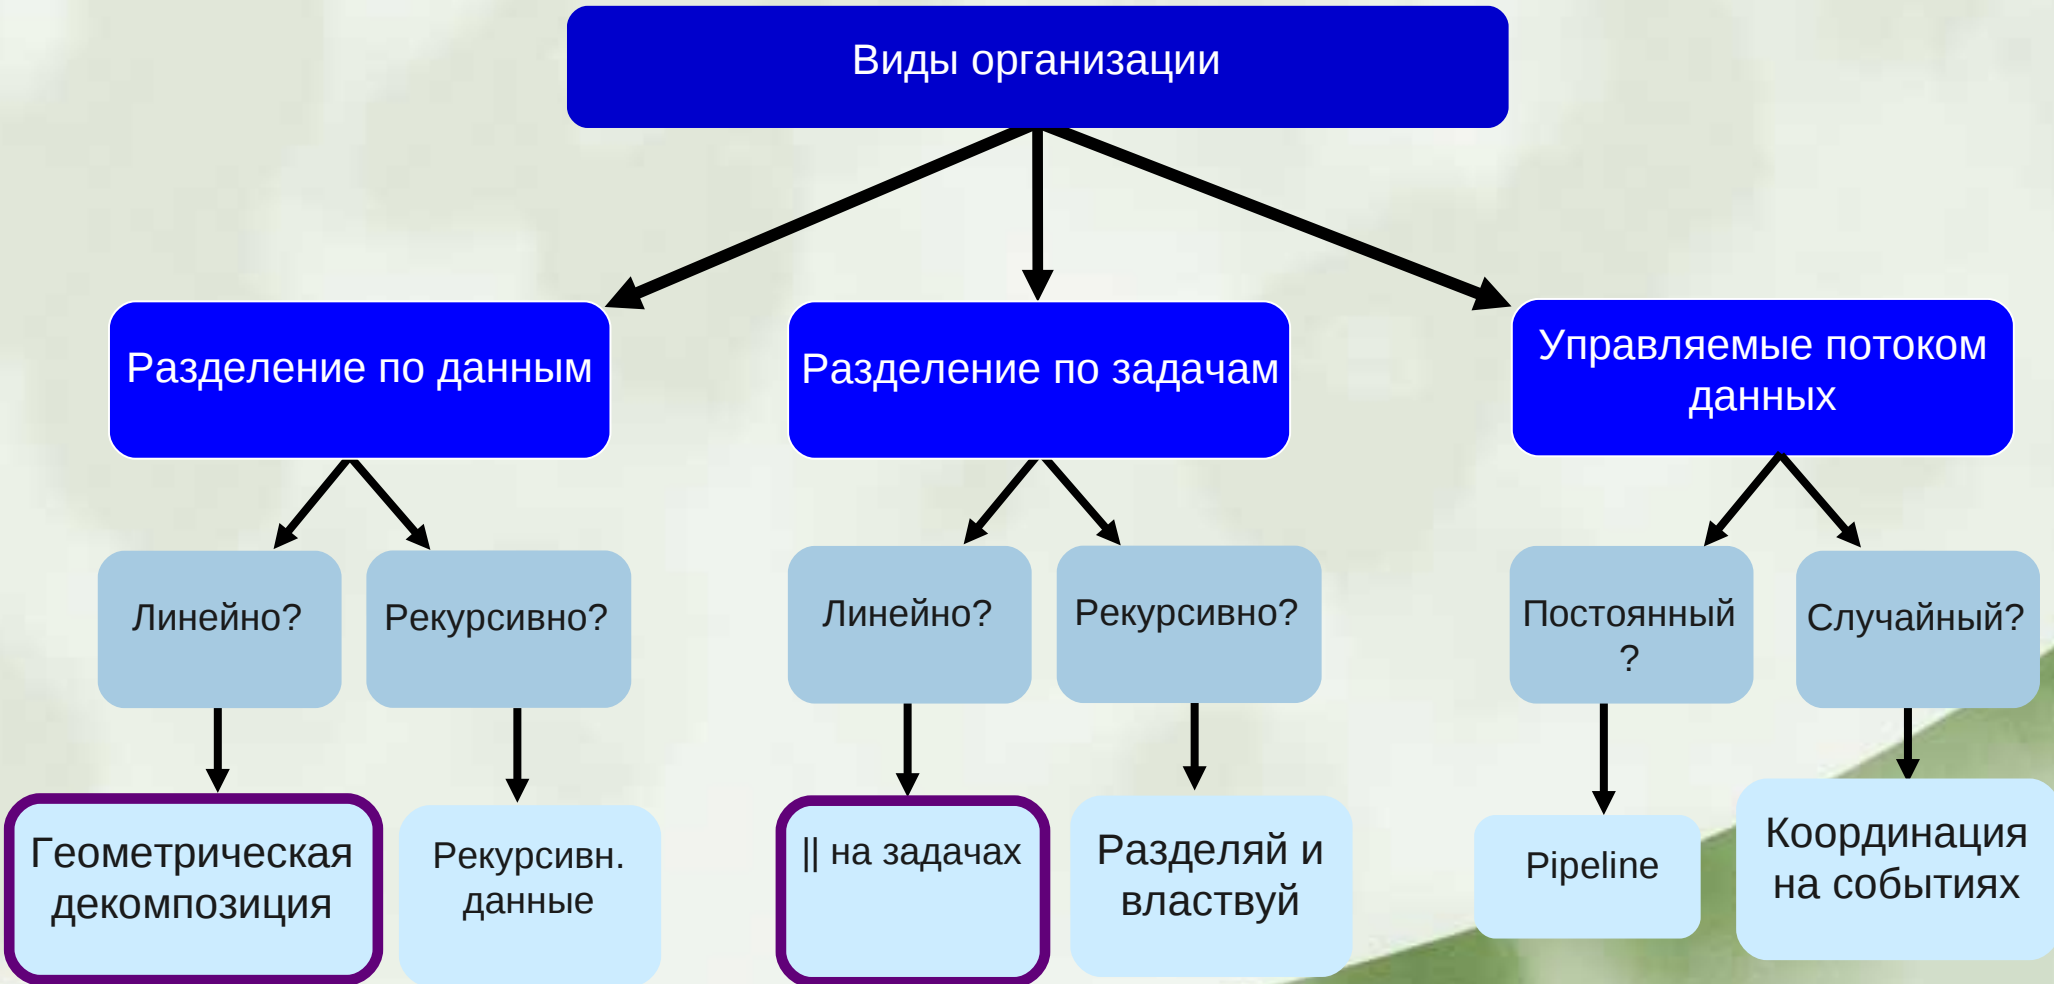 Виды организации
Разделение по данным
Разделение по задачам
Управляемые потоком
данных
Линейно?
Рекурсивно?
Линейно?
Рекурсивно?
Постоянный
?
Случайный?
Геометрическая
декомпозиция
Рекурсивн.
данные
|| на задачах
Разделяй и
властвуй
Pipeline
Координация
на событиях